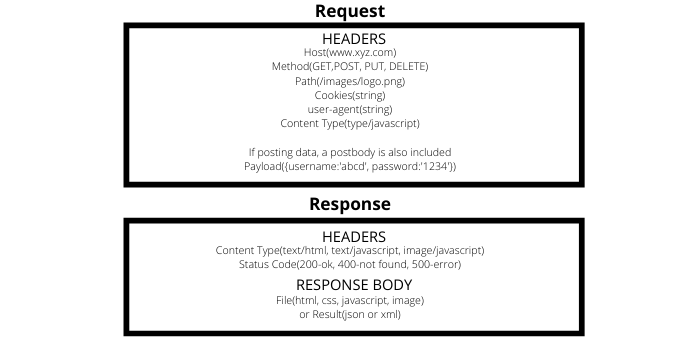 Request
HEADERS
Host(www.xyz.com)
Method(GET,POST, PUT, DELETE)
Path(/images/logo.png)
Cookies(string)
user-agent(string)
Content Type(type/javascript)
If posting data, a postbody is also included
Payload({username:'abcd', password:'1234'})
Response
HEADERS
Content Type(text/html, text/javascript, image/javascript)
Status Code(200-ok, 400-not found, 500-error)
RESPONSE BODY
File(html, css, javascript, image)
or Result(json or xml)